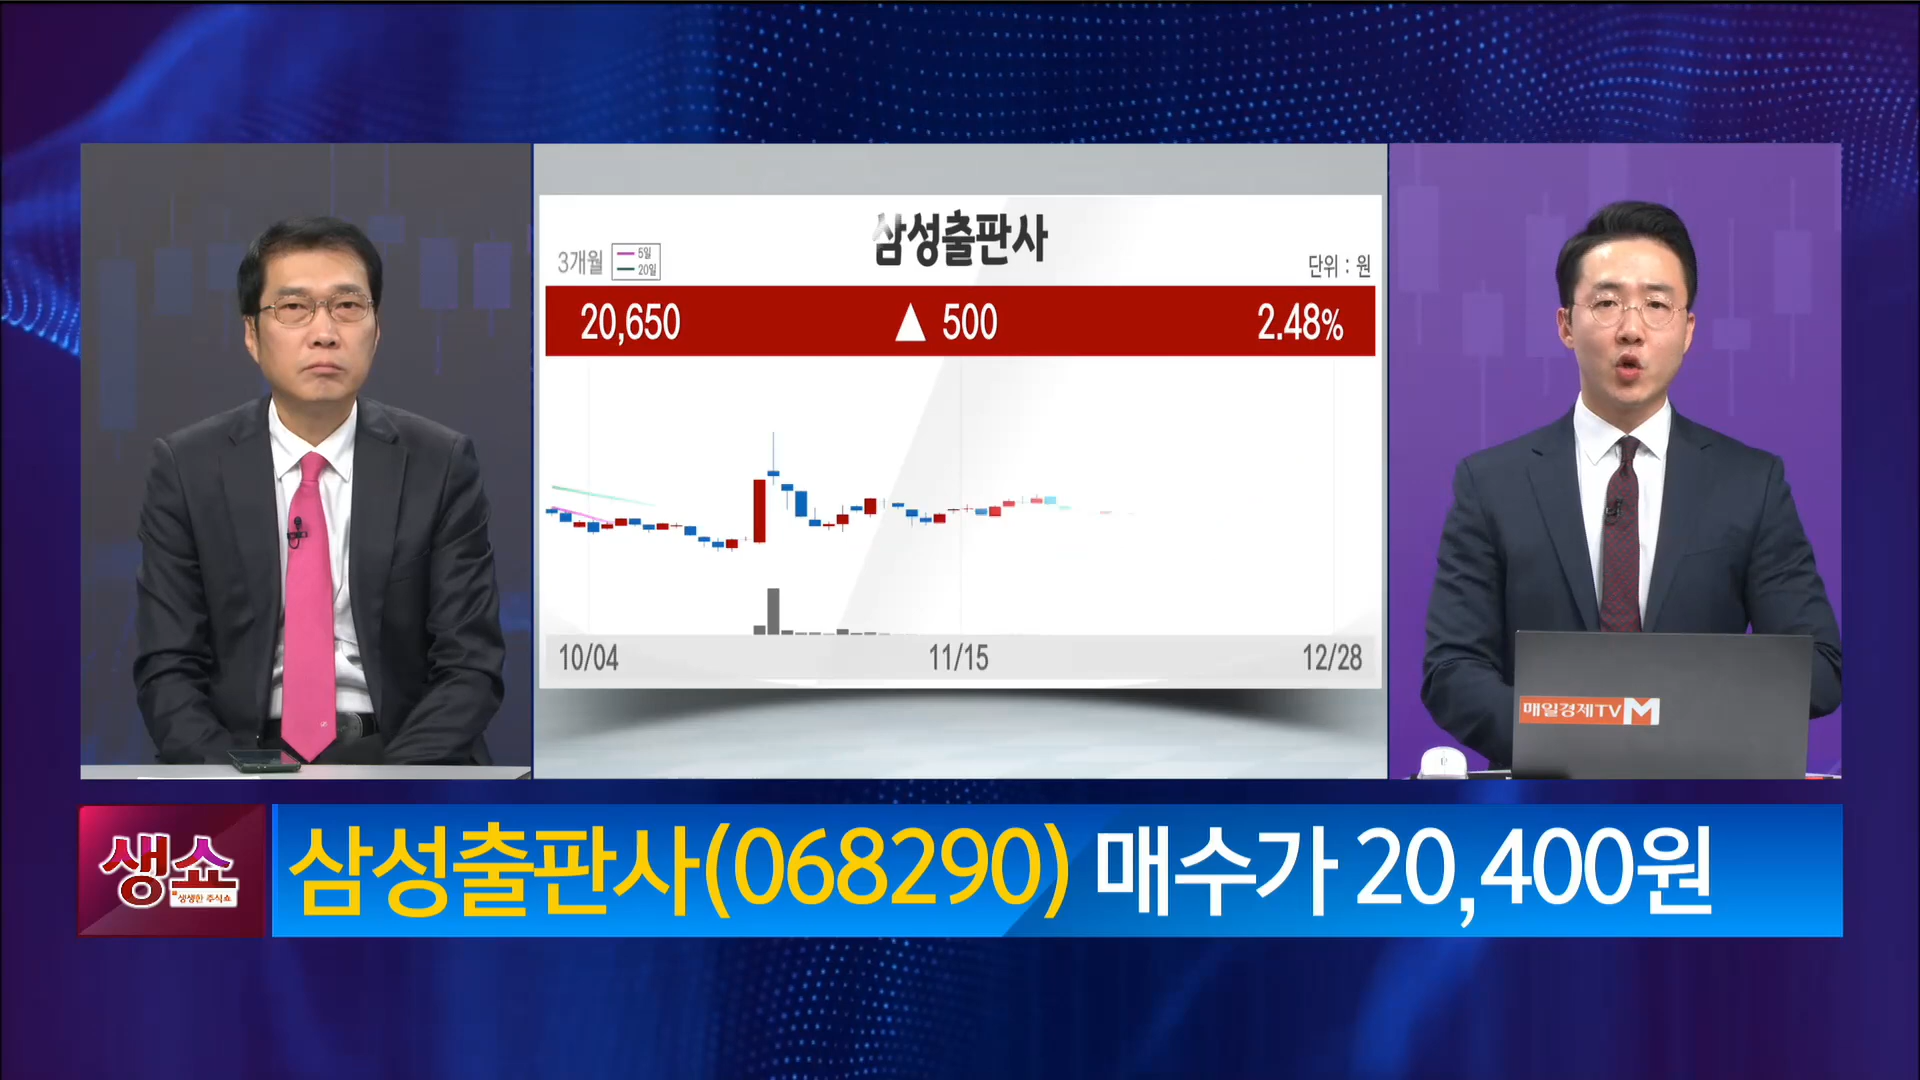 삼성출판사
3개월
5일
20일
단위 : 원
20,650 ▲ 500 2.48%
10/04 11/15 12/28
매일경제TV M
생쇼
생생한 주식쇼
삼성출판사(068290) 매수가 20,400원